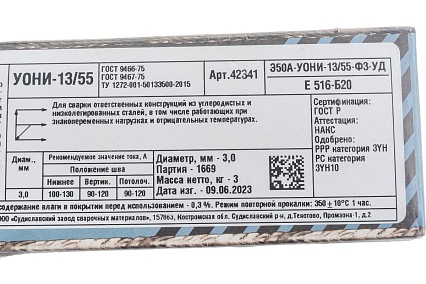 УОНИ-13/55
ГОСТ 9466-75
ГОСТ 9467-75
ТУ 1272-001-50133500-2015
Арт.42341
Э50А-УОНИ-13/55-ФЗ-УД
Е 516-Б20
Для сварки ответственных конструкций из углеродистых и
низколегированных сталей, в том числе работающих при
знакопеременных нагрузках и отрицательных температурах.
Сертификация:
ГОСТ Р
Аттестация:
НАКС
Одобрено:
РРР категория 3YН
РС категория
3YН10
Диам., мм
Рекомендуемое значение тока, А
Положение шва
Нижнее Вертик. Потолоч.
3,0 100-130 90-120 90-120
Диаметр, мм - 3,0
Партия - 1669
Масса нетто, кг - 3
Дата изг. - 09.06.2023
содержание влаги в покрытии перед использованием - 0,3 %. Режим повторной прокалки: 350±10°С 1 час.
ООО «Судиславский завод сварочных материалов», 157863, Костромская обл. Судиславский р-н, д.Текотово, Промзона-1, д.2